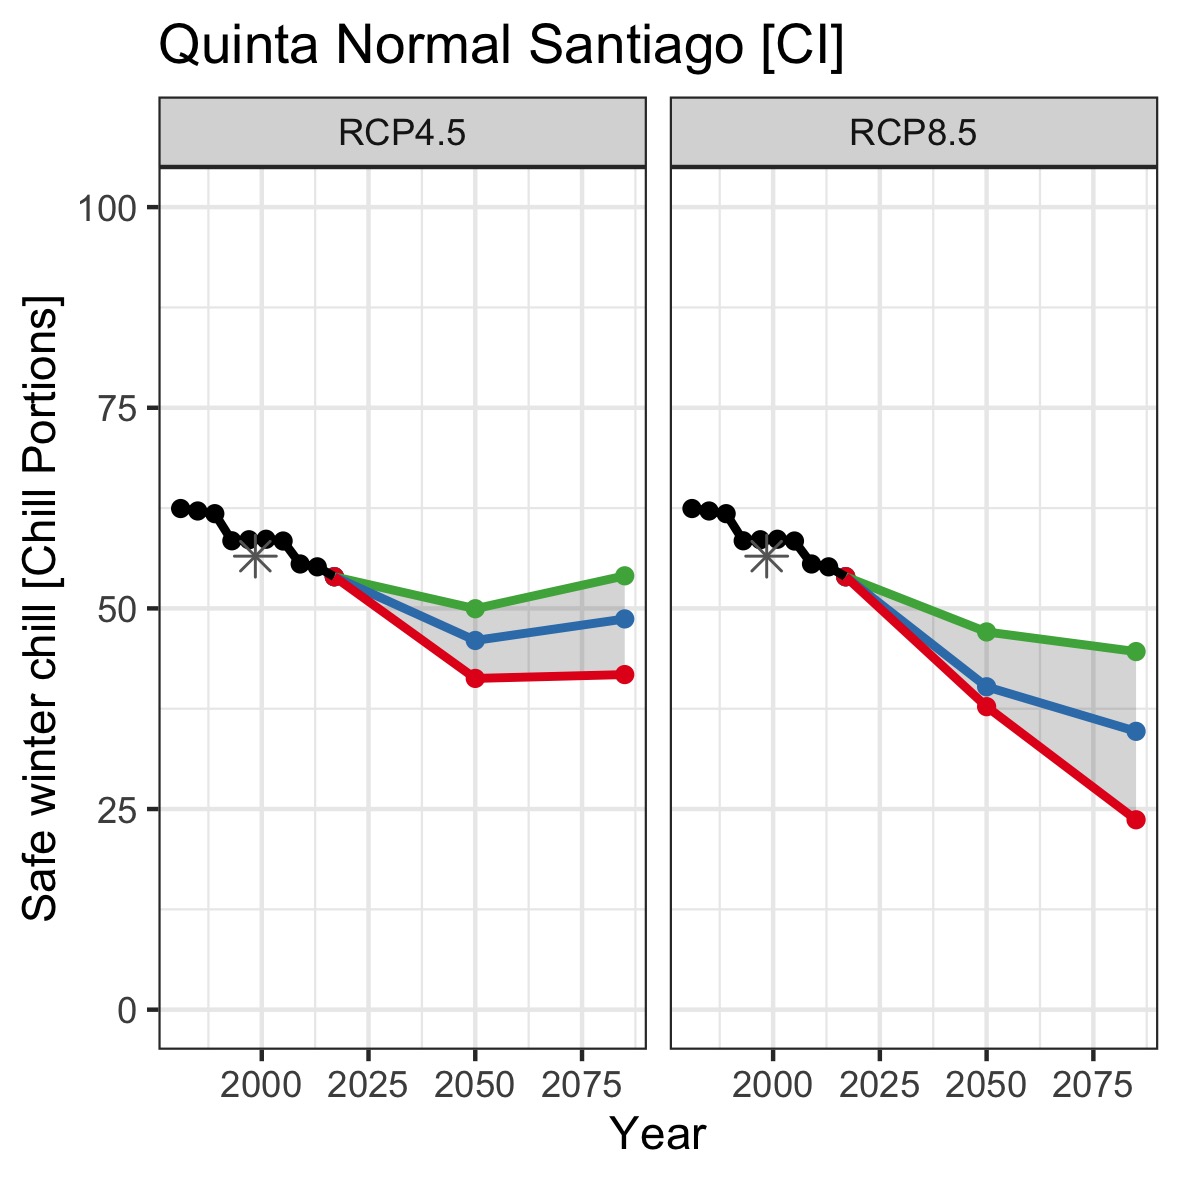 Quinta Normal Santiago [CI]
RCP4.5
RCP8.5
Safe winter chill [Chill Portions]
100
75
50
25
0
2000 2025 2050 2075
2000 2025 2050 2075
Year